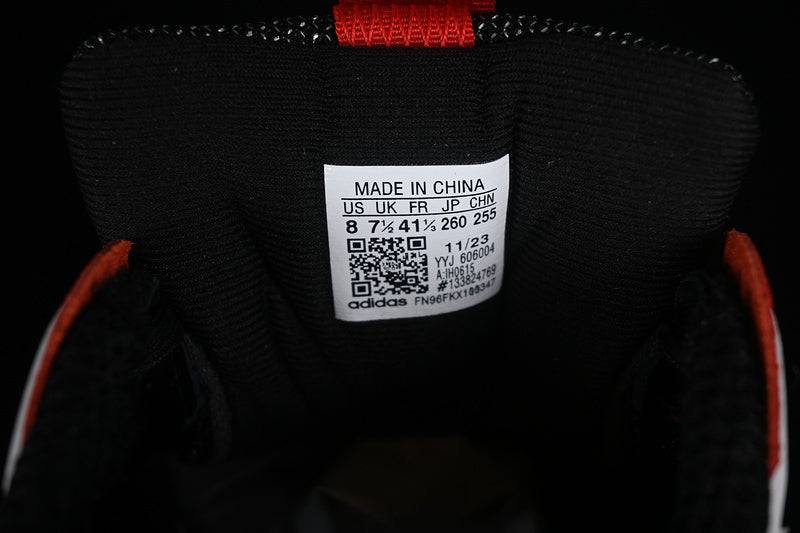 MADE IN CHINA
US UK FR JP CHN
8 7½ 41⅓ 260 255
11/23
YYJ 606004
A:IH0615
#133824769
adidas FN96FKX188347